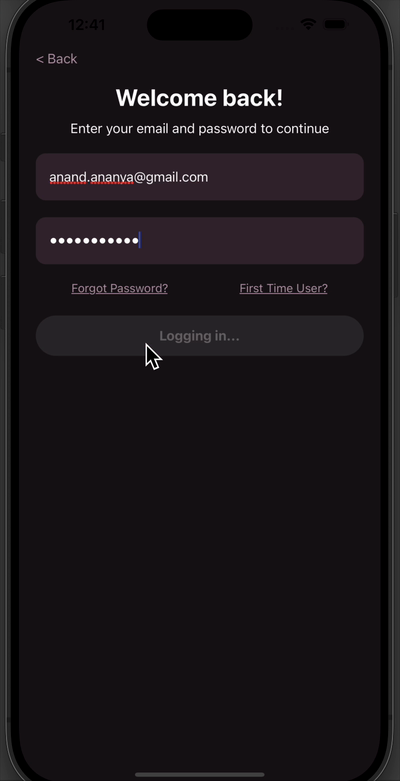 12:41
< Back
Welcome back!
Enter your email and password to continue
anand.ananya@gmail.com
•••••••••••
Forgot Password? First Time User?
Logging in...